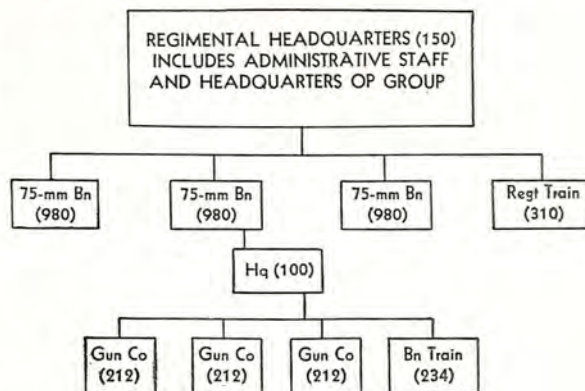 REGIMENTAL HEADQUARTERS (150)
INCLUDES ADMINISTRATIVE STAFF
AND HEADQUARTERS OP GROUP
75-mm Bn
(980)
75-mm Bn
(980)
75-mm Bn
(980)
Regt Train
(310)
Hq (100)
Gun Co
(212)
Gun Co
(212)
Gun Co
(212)
Bn Train
(234)